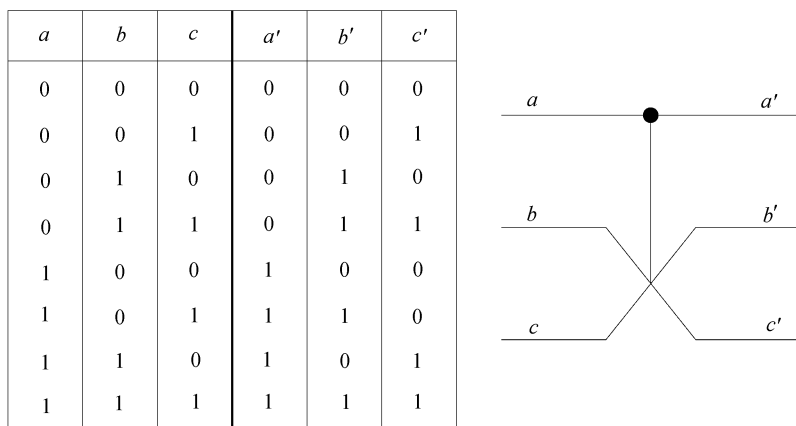 a b c a′ b′ c′
0 0 0 0 0 0
0 0 1 0 0 1
0 1 0 0 1 0
0 1 1 0 1 1
1 0 0 1 0 0
1 0 1 1 1 0
1 1 0 1 0 1
1 1 1 1 1 1
a a′
b b′
c c′